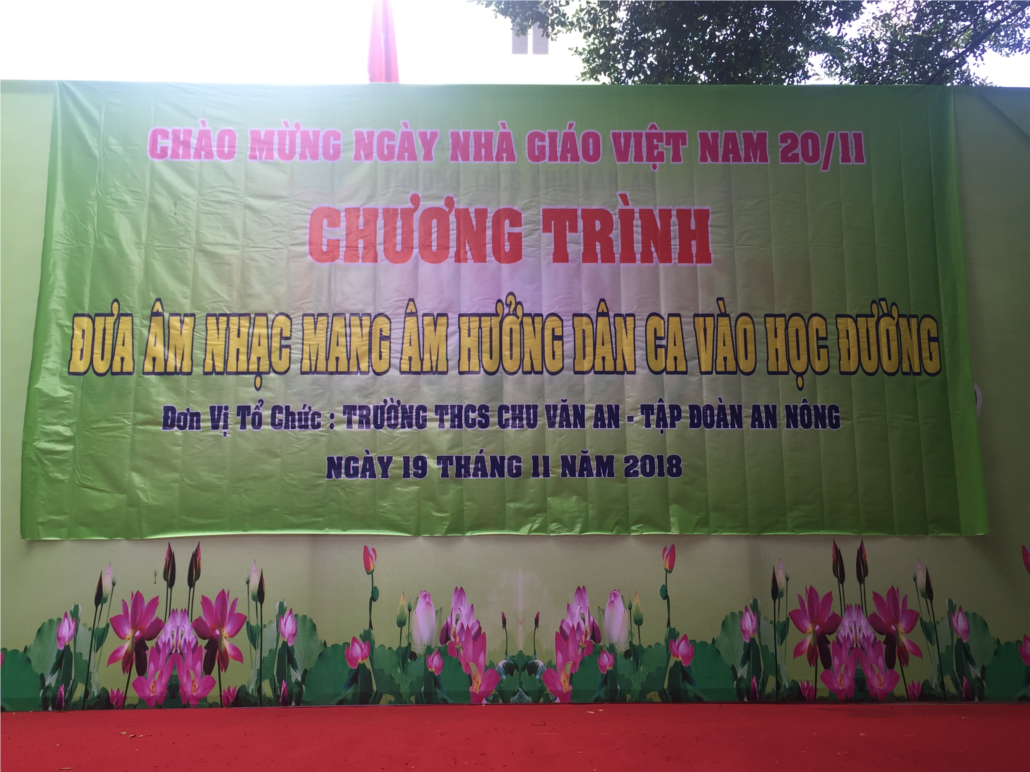 CHÀO MỪNG NGÀY NHÀ GIÁO VIỆT NAM 20/11
CHƯƠNG TRÌNH
ĐƯA ÂM NHẠC MANG ÂM HƯỞNG DÂN CA VÀO HỌC ĐƯỜNG
Đơn Vị Tổ Chức : TRƯỜNG THCS CHU VĂN AN - TẬP ĐOÀN AN NÔNG
NGÀY 19 THÁNG 11 NĂM 2018